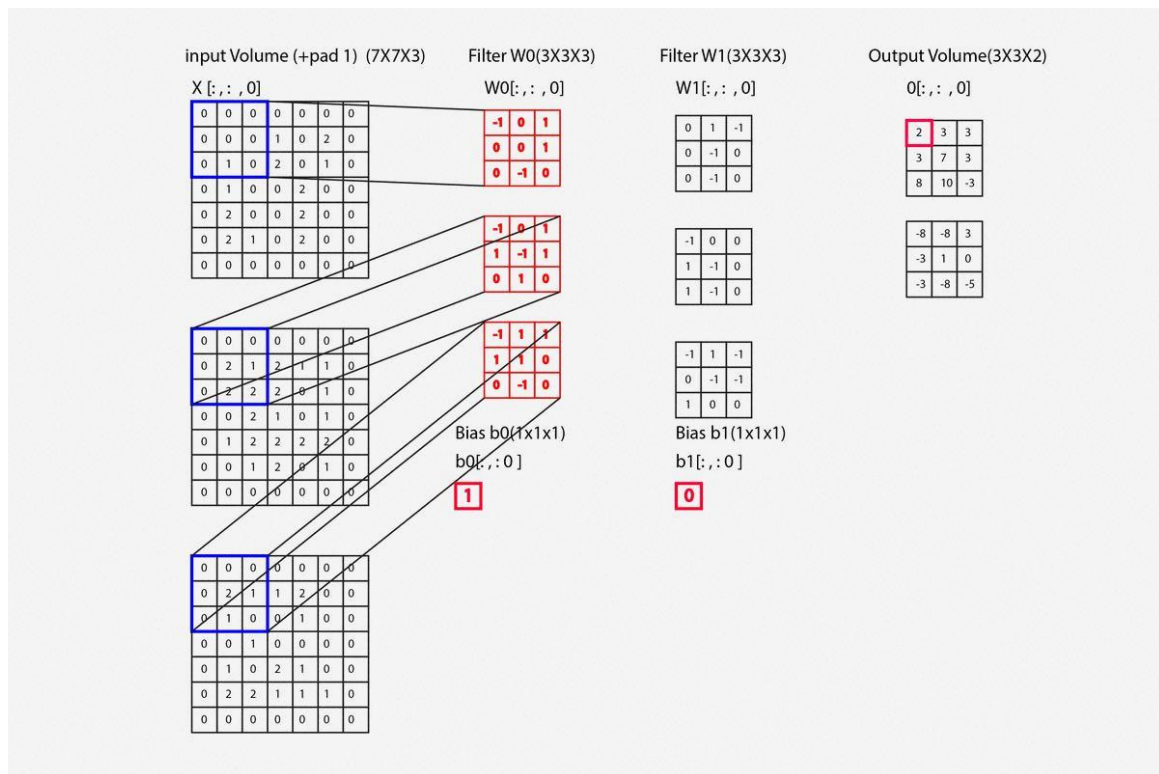 input Volume (+pad 1) (7X7X3)
X [:,: ,0]
0 0 0 0 0 0 0
0 0 0 1 0 2 0
0 1 0 2 0 1 0
0 1 0 0 2 0 0
0 2 0 0 2 0 0
0 2 1 0 2 0 0
0 0 0 0 0 0 0
0 0 0 0 0 0 0
0 2 1 2 1 1 0
0 2 2 2 0 1 0
0 0 2 1 0 1 0
0 1 2 2 2 2 0
0 0 1 2 0 1 0
0 0 0 0 0 0 0
0 0 0 0 0 0 0
0 2 1 1 2 0 0
0 1 0 0 1 0 0
0 0 1 0 0 0 0
0 1 0 2 1 0 0
0 2 2 1 1 1 0
0 0 0 0 0 0 0
Filter W0(3X3X3)
W0[:,: ,0]
-1 0 1
0 0 1
0 -1 0
-1 0 1
1 -1 1
0 1 0
-1 1 1
1 1 0
0 -1 0
Bias b0(1x1x1)
b0[:,:0 ]
1
Filter W1(3X3X3)
W1[:,: ,0]
0 1 -1
0 -1 0
0 -1 0
-1 0 0
1 -1 0
1 -1 0
-1 1 -1
0 -1 -1
1 0 0
Bias b1(1x1x1)
b1[:,:0 ]
0
Output Volume(3X3X2)
0[:,: ,0]
2 3 3
3 7 3
8 10 -3
-8 -8 3
-3 1 0
-3 -8 -5